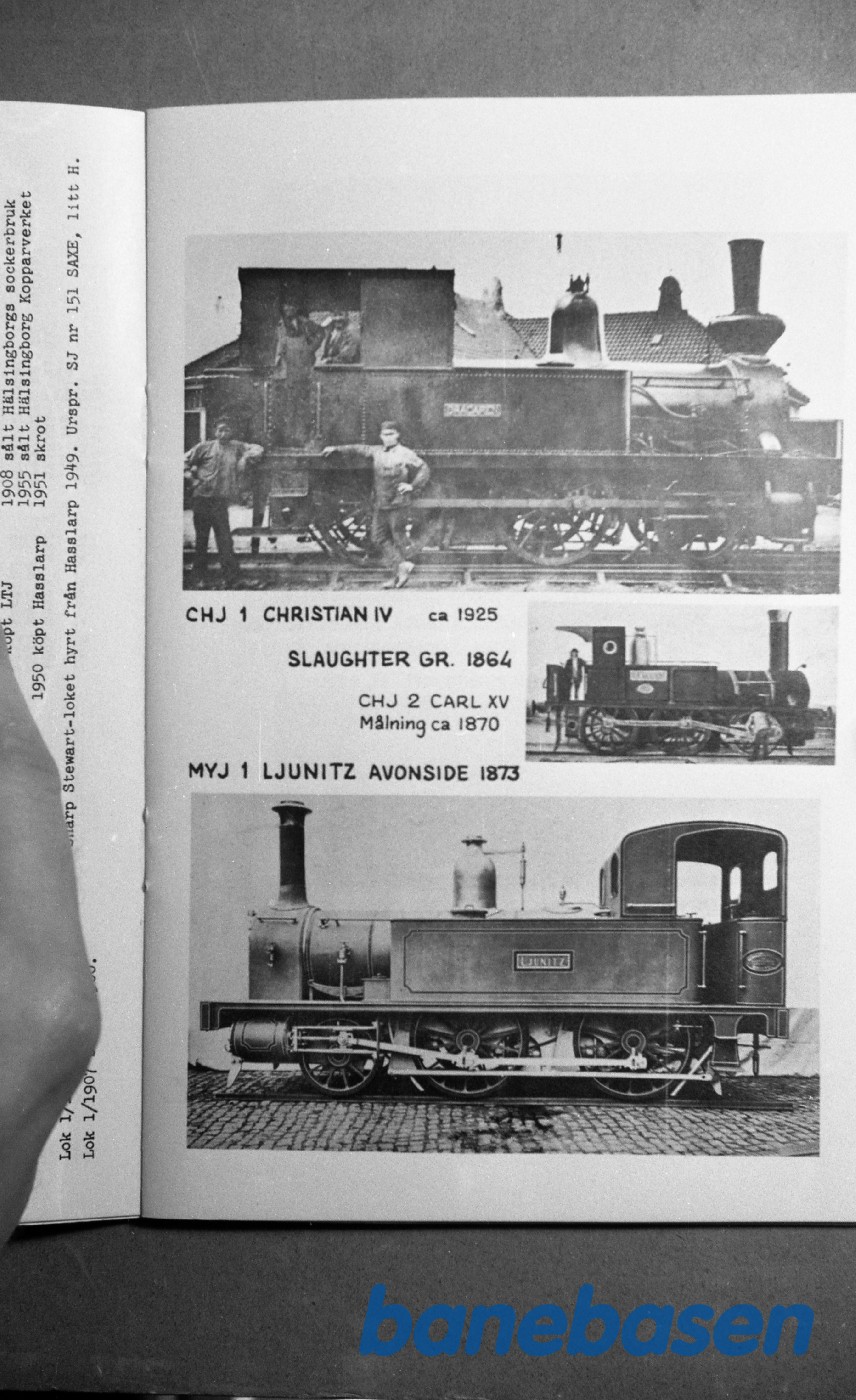 1908 sålt Hälsingborgs sockerbruk
1955 sålt Hälsingborg Kopparverket
LTJ
1950 köpt Hasslarp 1951 skrot
Stewart-loket hyrt från Hasslarp 1949. Urspr. SJ nr 151 SAXE, litt H.
Lok
Lok 1/1907
CHJ 1 CHRISTIAN IV ca 1925
SLAUGHTER GR. 1864
CHJ 2 CARL XV
Målning ca 1870
MYJ 1 LJUNITZ AVONSIDE 1873
LJUNITZ
banebasen